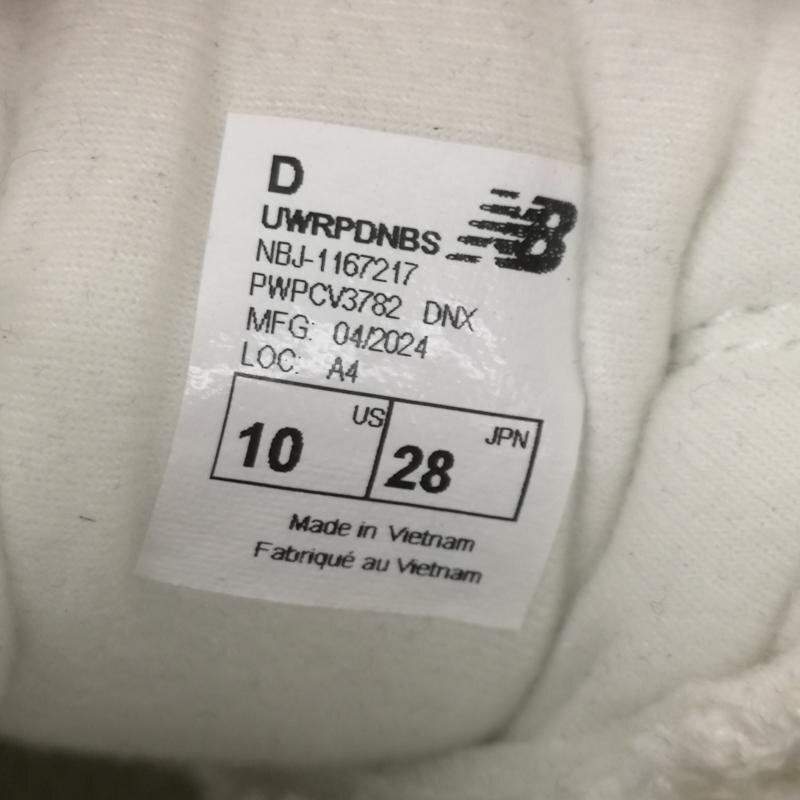 D
UWRPDNBS NB
NBJ-1167217
PWPCV3782 DNX
MFG: 04/2024
LOC: A4
US JPN
10 28
Made in Vietnam
Fabriqué au Vietnam